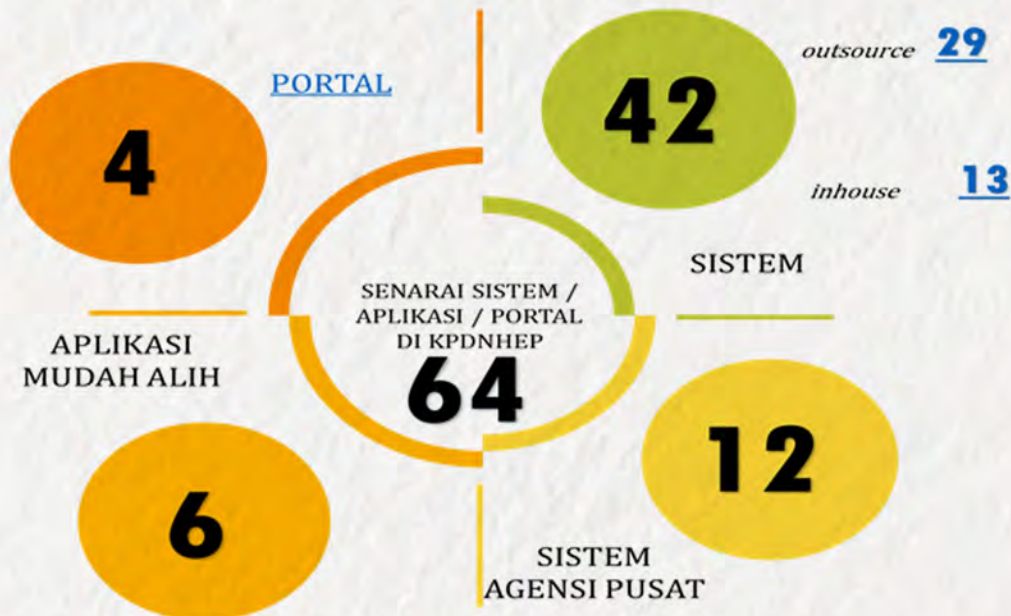 PORTAL
4
42
outsource 29
inhouse 13
SISTEM
SENARAI SISTEM /
APLIKASI / PORTAL
DI KPDNHEP
64
APLIKASI
MUDAH ALIH
6
12
SISTEM
AGENSI PUSAT